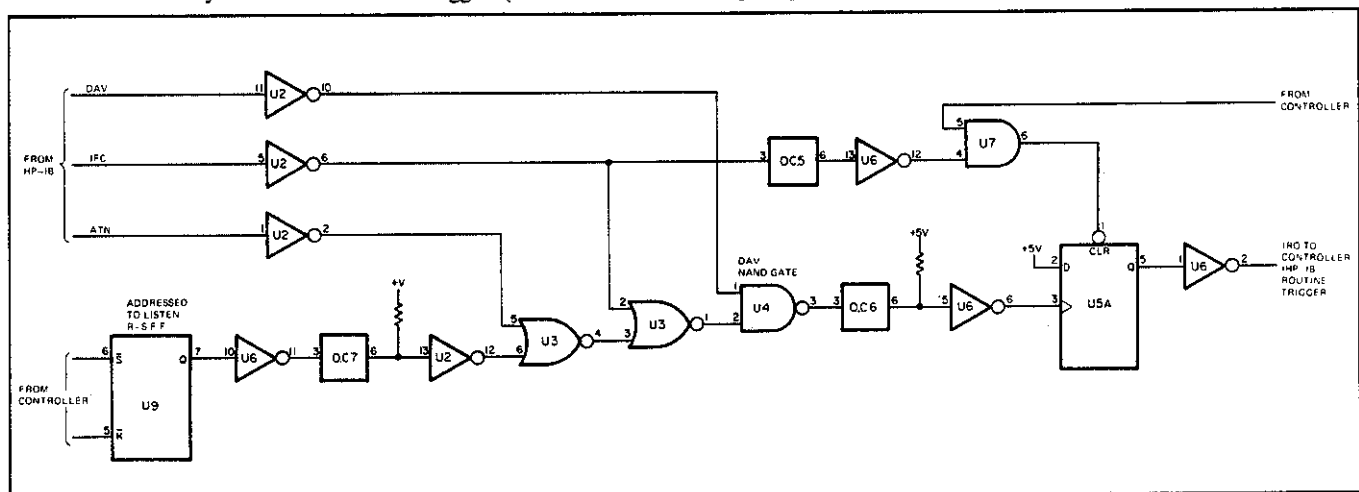 DAV
11 U2 10
FROM HP-IB
IFC
5 U2 6
ATN
1 U2 2
FROM CONTROLLER
5
4 U7 6
3 OC5 6
13 U6 12
ADDRESSED TO LISTEN R-S F F
6 S Q 7
U9
5 R
FROM CONTROLLER
10 U6 11
3 OC7 6
+V
13 U2 12
5
6 U3 4
2
3 U3 1
DAV NAND GATE
1
2 U4 3
3 OC6 6
+5V
5 U6 6
1
CLR
+5V
2 D Q 5
3
U5A
1 U6 2
IRQ TO CONTROLLER
HP-IB ROUTINE TRIGGER